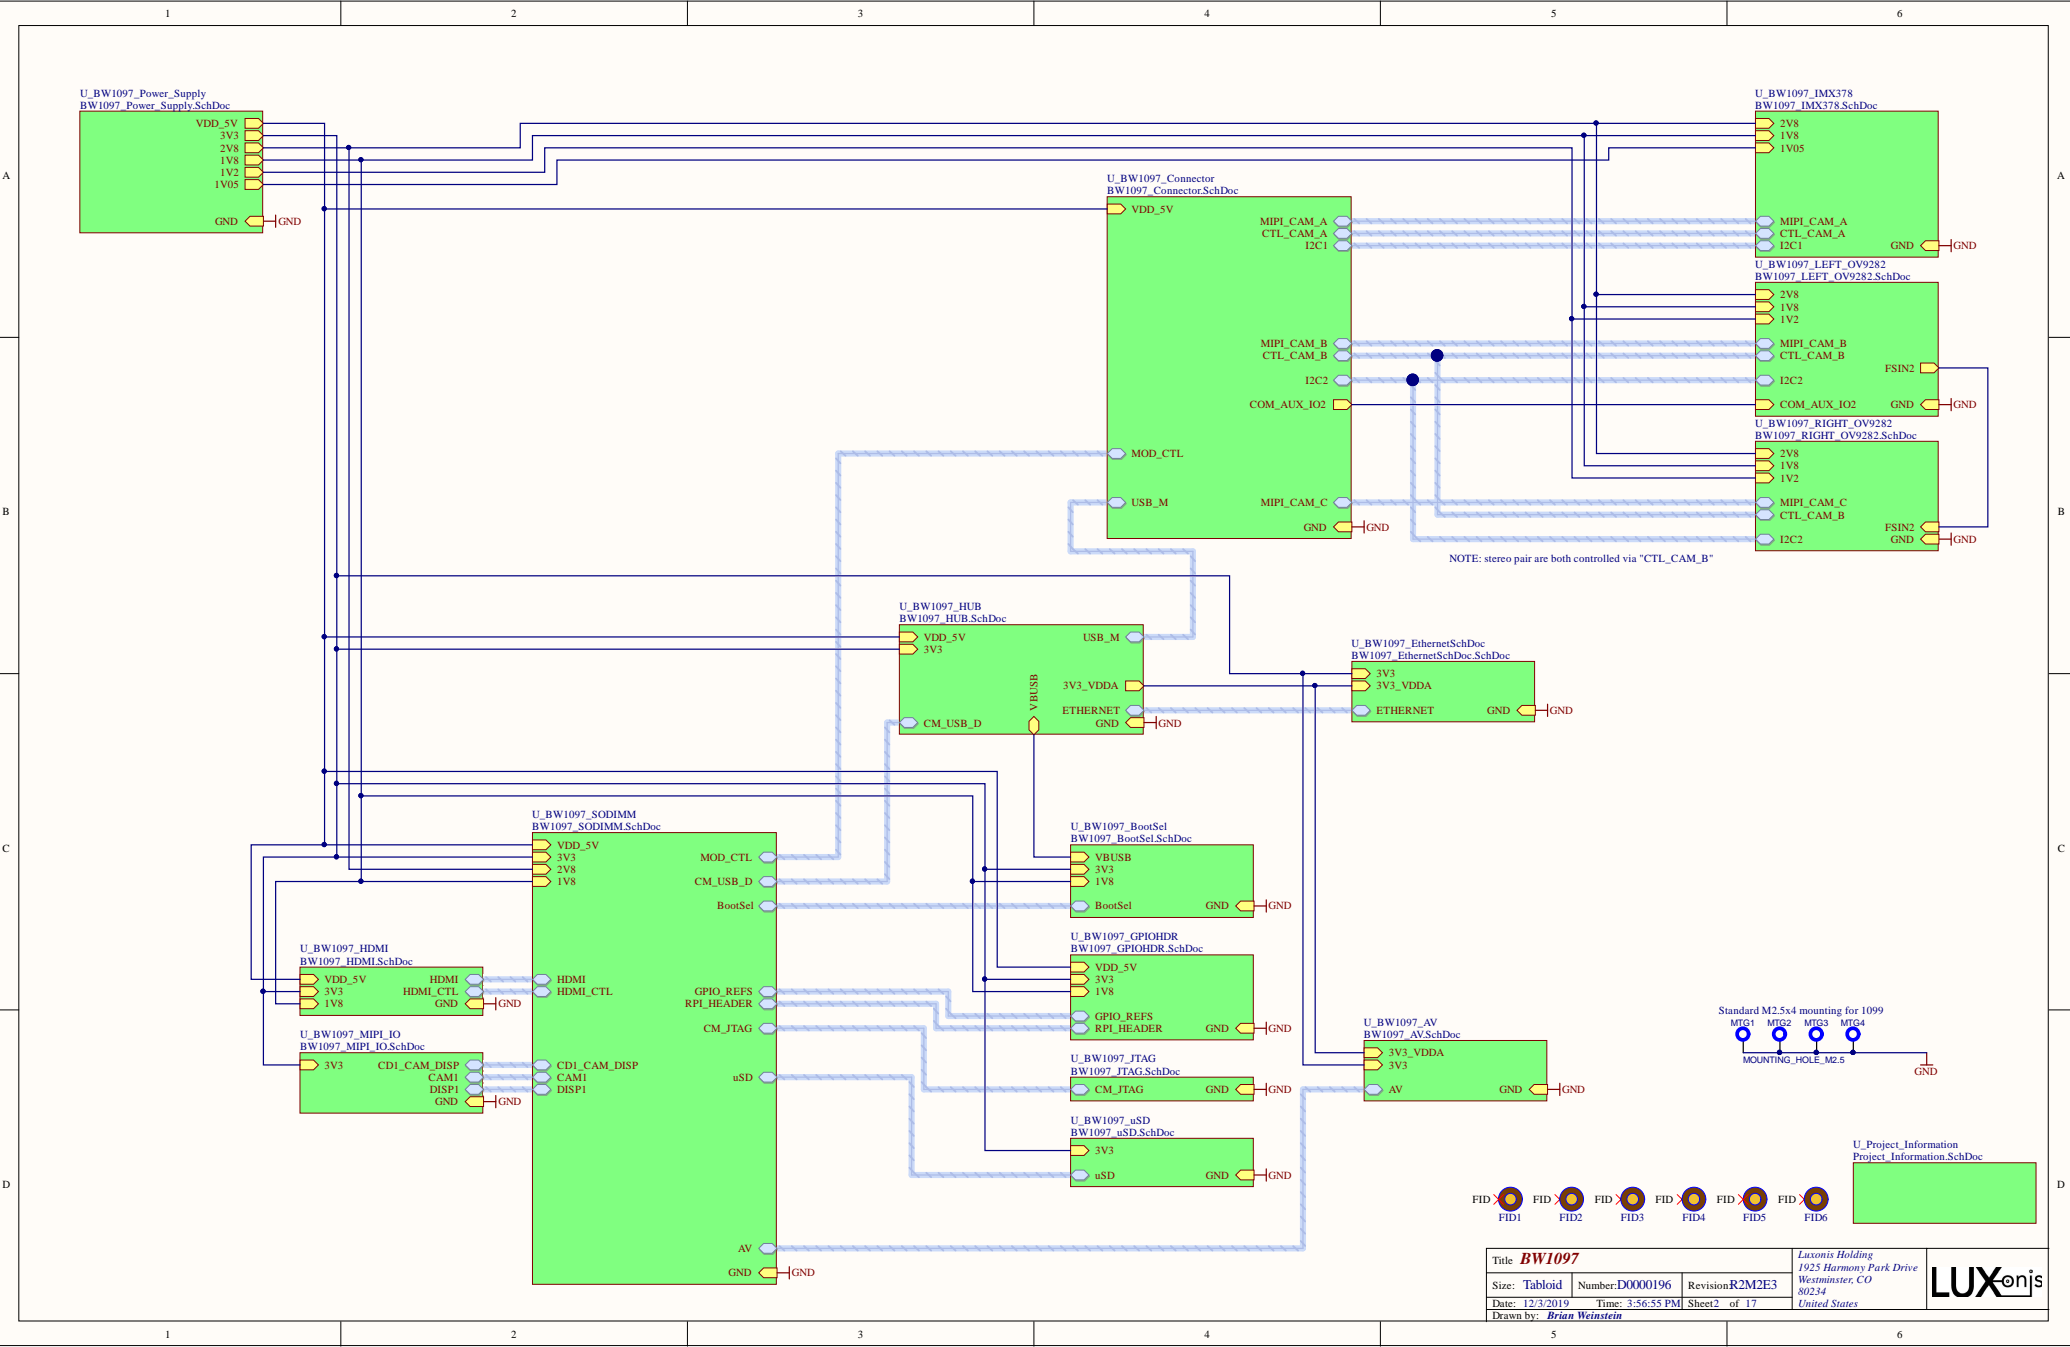 1 2 3 4 5 6
A A
B B
C C
D D
U_BW1097_Power_Supply
BW1097_Power_Supply.SchDoc
VDD_5V
3V3
2V8
1V8
1V2
1V05
GND GND
U_BW1097_Connector
BW1097_Connector.SchDoc
VDD_5V
MIPI_CAM_A
CTL_CAM_A
I2C1
MIPI_CAM_B
CTL_CAM_B
I2C2
COM_AUX_IO2
MOD_CTL
USB_M MIPI_CAM_C
GND GND
U_BW1097_IMX378
BW1097_IMX378.SchDoc
2V8
1V8
1V05
MIPI_CAM_A
CTL_CAM_A
I2C1 GND GND
U_BW1097_LEFT_OV9282
BW1097_LEFT_OV9282.SchDoc
2V8
1V8
1V2
MIPI_CAM_B
CTL_CAM_B
FSIN2
I2C2
COM_AUX_IO2 GND GND
U_BW1097_RIGHT_OV9282
BW1097_RIGHT_OV9282.SchDoc
2V8
1V8
1V2
MIPI_CAM_C
CTL_CAM_B
FSIN2
I2C2 GND GND
NOTE: stereo pair are both controlled via "CTL_CAM_B"
U_BW1097_HUB
BW1097_HUB.SchDoc
VDD_5V USB_M
3V3
VBUSB
3V3_VDDA
ETHERNET
CM_USB_D GND GND
U_BW1097_EthernetSchDoc
BW1097_EthernetSchDoc.SchDoc
3V3
3V3_VDDA
ETHERNET GND GND
U_BW1097_SODIMM
BW1097_SODIMM.SchDoc
VDD_5V
3V3 MOD_CTL
2V8
1V8 CM_USB_D
BootSel
HDMI
HDMI_CTL GPIO_REFS
RPI_HEADER
CM_JTAG
CD1_CAM_DISP
CAM1 uSD
DISP1
AV
GND GND
U_BW1097_HDMI
BW1097_HDMI.SchDoc
VDD_5V HDMI
3V3 HDMI_CTL
1V8 GND GND
U_BW1097_MIPI_IO
BW1097_MIPI_IO.SchDoc
3V3 CD1_CAM_DISP
CAM1
DISP1
GND GND
U_BW1097_BootSel
BW1097_BootSel.SchDoc
VBUSB
3V3
1V8
BootSel GND GND
U_BW1097_GPIOHDR
BW1097_GPIOHDR.SchDoc
VDD_5V
3V3
1V8
GPIO_REFS
RPI_HEADER GND GND
U_BW1097_JTAG
BW1097_JTAG.SchDoc
CM_JTAG GND GND
U_BW1097_uSD
BW1097_uSD.SchDoc
3V3
uSD GND GND
U_BW1097_AV
BW1097_AV.SchDoc
3V3_VDDA
3V3
AV GND GND
Standard M2.5x4 mounting for 1099
MTG1 MTG2 MTG3 MTG4
MOUNTING_HOLE_M2.5
GND
U_Project_Information
Project_Information.SchDoc
FID FID FID FID FID FID
FID1 FID2 FID3 FID4 FID5 FID6
Title BW1097
Size: Tabloid Number:D0000196 Revision:R2M2E3
Date: 12/3/2019 Time: 3:56:55 PM Sheet2 of 17
Drawn by: Brian Weinstein
Luxonis Holding
1925 Harmony Park Drive
Westminster, CO
80234
United States
LUXonis
1 2 3 4 5 6